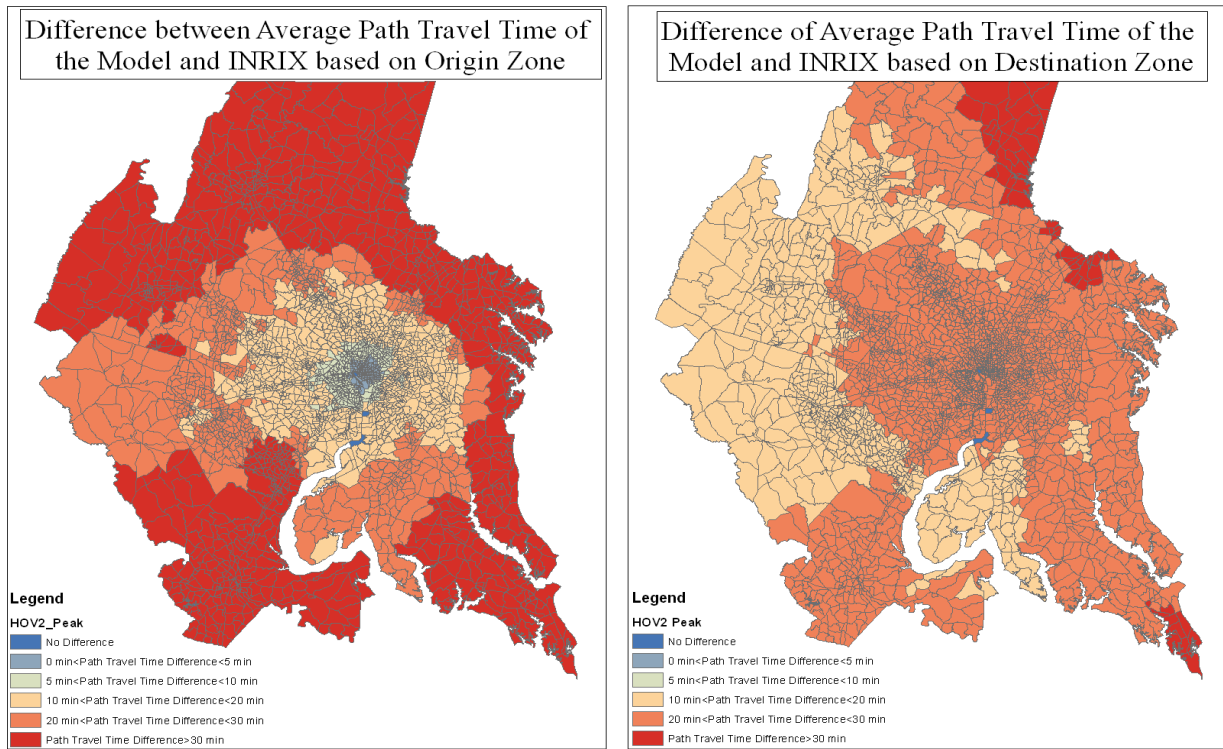 Difference between Average Path Travel Time of
the Model and INRIX based on Origin Zone
Legend
HOV2_Peak
No Difference
0 min<Path Travel Time Difference<5 min
5 min<Path Travel Time Difference<10 min
10 min<Path Travel Time Difference<20 min
20 min<Path Travel Time Difference<30 min
Path Travel Time Difference>30 min
Difference of Average Path Travel Time of the
Model and INRIX based on Destination Zone
Legend
HOV2 Peak
No Difference
0 min<Path Travel Time Difference<5 min
5 min<Path Travel Time Difference<10 min
10 min<Path Travel Time Difference<20 min
20 min<Path Travel Time Difference<30 min
Path Travel Time Difference>30 min